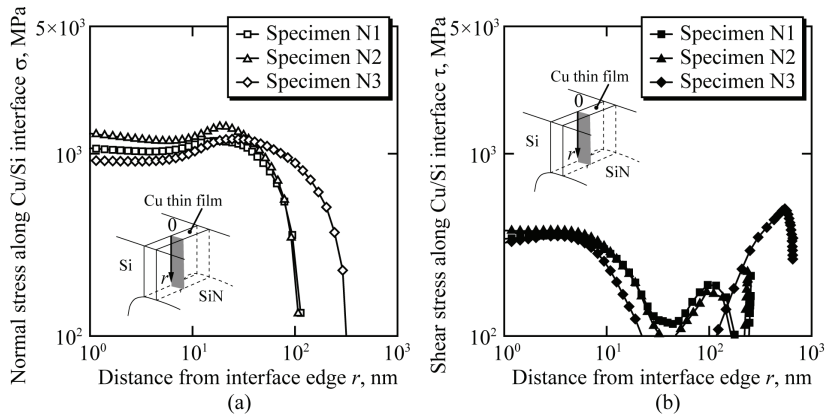 (a)
5×10³
10³
10²
Normal stress along Cu/Si interface σ, MPa
Specimen N1
Specimen N2
Specimen N3
Cu thin film
0
Si
r
SiN
10⁰
10¹
10²
10³
Distance from interface edge r, nm
(a)
(b)
5×10³
10³
10²
Shear stress along Cu/Si interface τ, MPa
Specimen N1
Specimen N2
Specimen N3
Cu thin film
0
Si
r
SiN
10⁰
10¹
10²
10³
Distance from interface edge r, nm
(b)